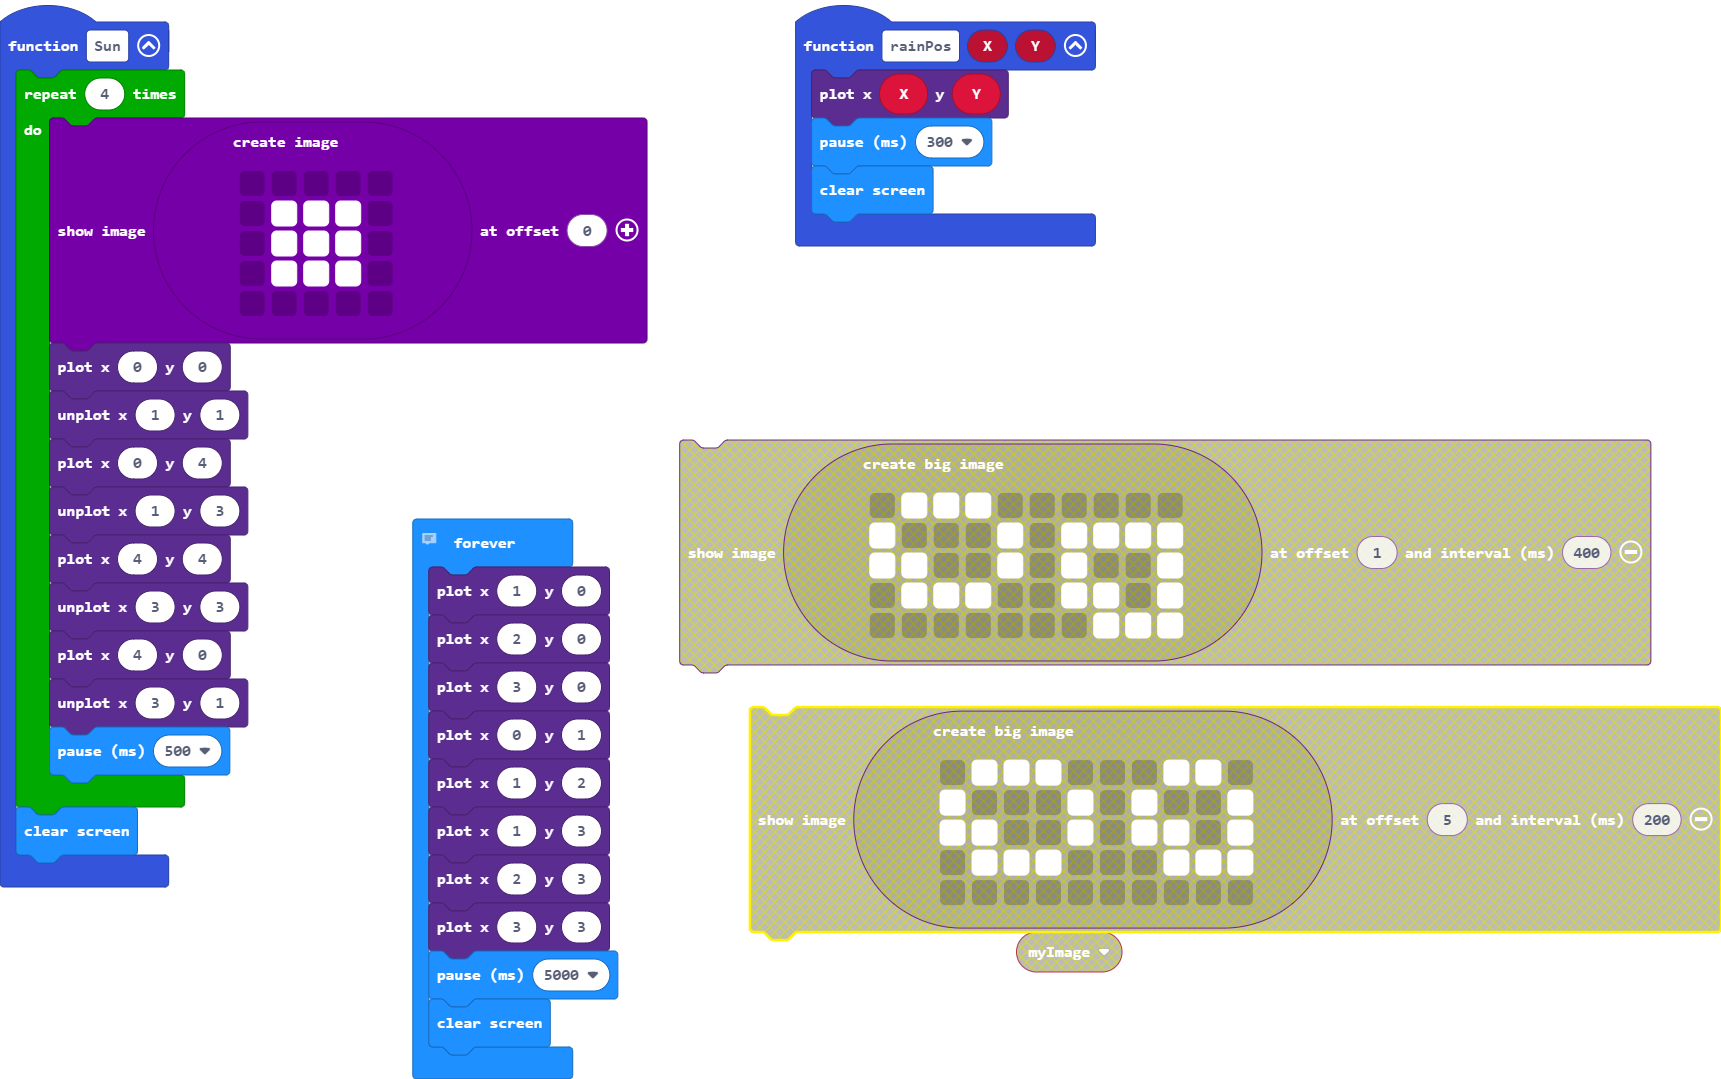 function Sun
repeat 4 times
do
create image
show image at offset 0
plot x 0 y 0
unplot x 1 y 1
plot x 0 y 4
unplot x 1 y 3
plot x 4 y 4
unplot x 3 y 3
plot x 4 y 0
unplot x 3 y 1
pause (ms) 500
clear screen
function rainPos X Y
plot x X y Y
pause (ms) 300
clear screen
forever
plot x 1 y 0
plot x 2 y 0
plot x 3 y 0
plot x 0 y 1
plot x 1 y 2
plot x 1 y 3
plot x 2 y 3
plot x 3 y 3
pause (ms) 5000
clear screen
create big image
show image at offset 1 and interval (ms) 400
create big image
show image at offset 5 and interval (ms) 200
myImage